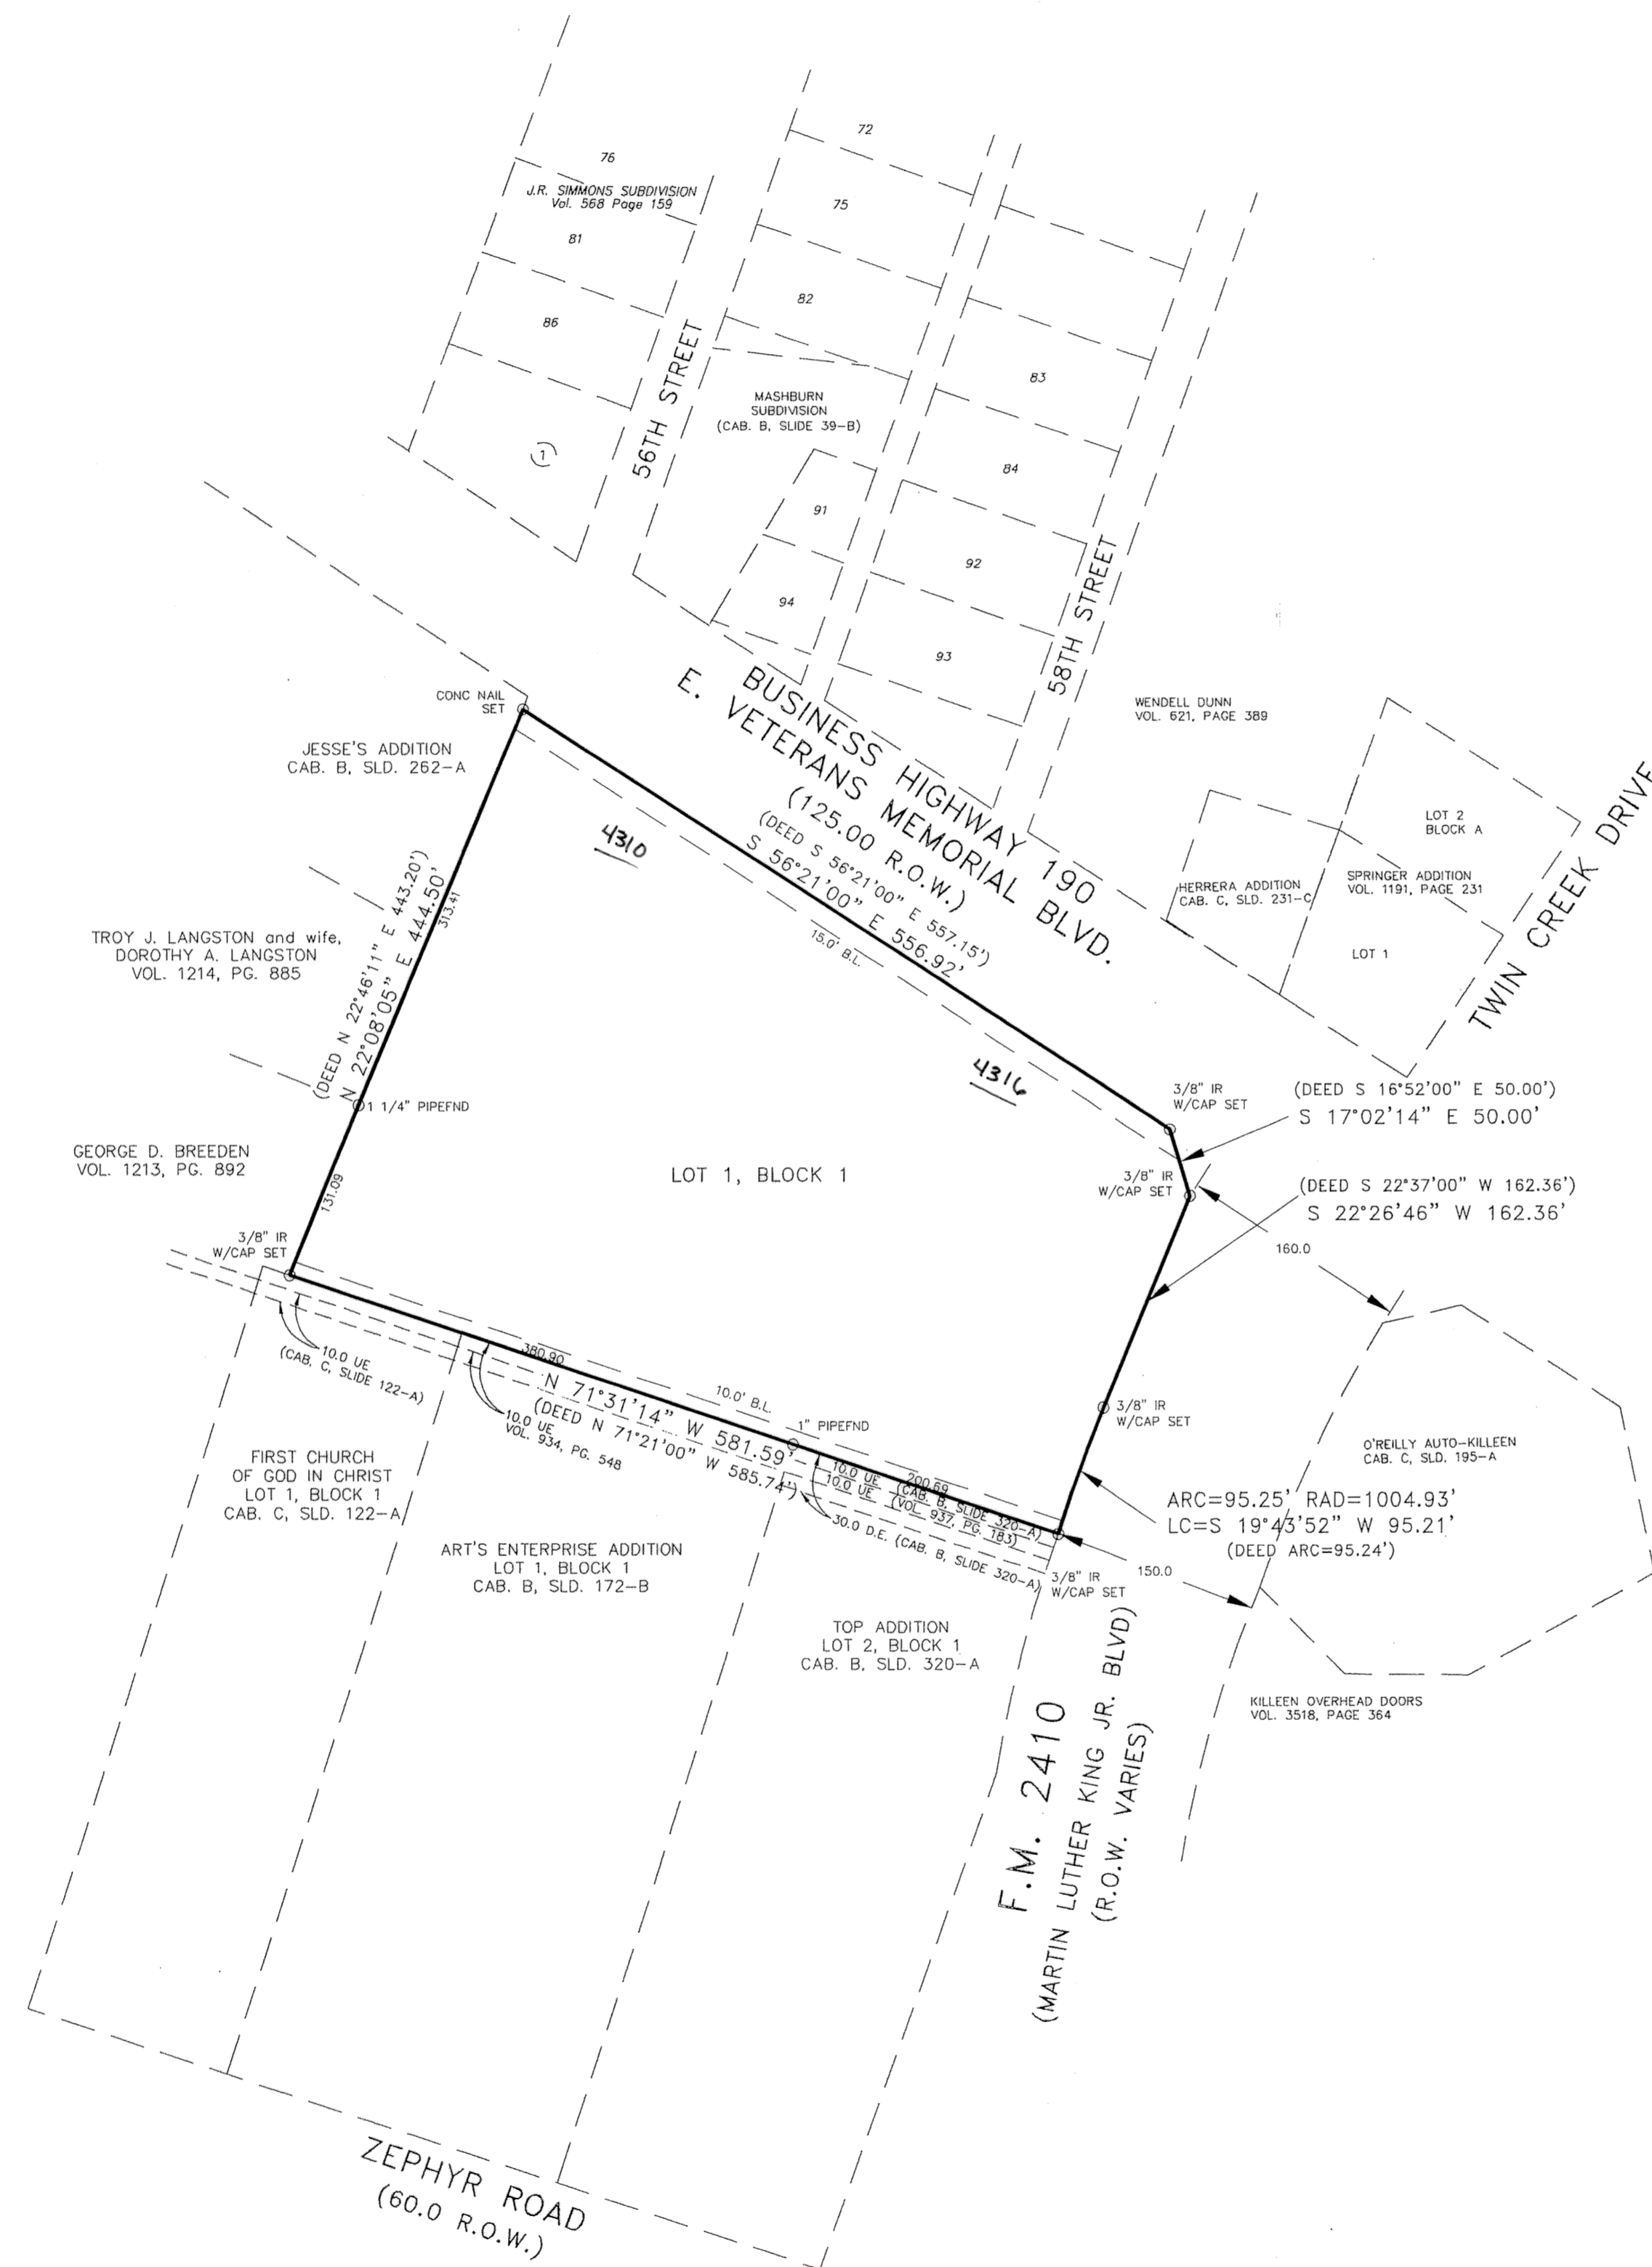 72
76
J.R. SIMMONS SUBDIVISION
Vol. 568 Page 159
75
81
82
86
56TH STREET
83
MASHBURN
SUBDIVISION
(CAB. B, SLIDE 39-B)
1
84
91
92
94
93
58TH STREET
CONC NAIL
SET
WENDELL DUNN
VOL. 621, PAGE 389
JESSE'S ADDITION
CAB. B, SLD. 262-A
BUSINESS HIGHWAY 190
E. VETERANS MEMORIAL BLVD.
(125.00 R.O.W.)
(DEED S 56°21'00" E 557.15')
S 56°21'00" E 556.92'
15.0' B.L.
4310
4316
LOT 2
BLOCK A
SPRINGER ADDITION
VOL. 1191, PAGE 231
HERRERA ADDITION
CAB. C, SLD. 231-C
LOT 1
TWIN CREEK DRIVE
TROY J. LANGSTON and wife,
DOROTHY A. LANGSTON
VOL. 1214, PG. 885
(DEED N 22°46'11" E 443.20')
N 22°08'05" E 444.50'
313.41
1 1/4" PIPEFND
GEORGE D. BREEDEN
VOL. 1213, PG. 892
131.09
3/8" IR
W/CAP SET
LOT 1, BLOCK 1
3/8" IR
W/CAP SET
(DEED S 16°52'00" E 50.00')
S 17°02'14" E 50.00'
3/8" IR
W/CAP SET
(DEED S 22°37'00" W 162.36')
S 22°26'46" W 162.36'
160.0
10.0 UE
(CAB. C, SLIDE 122-A)
380.90
10.0' B.L.
N 71°31'14" W 581.59'
(DEED N 71°21'00" W 585.74')
10.0 UE
VOL. 934, PG. 548
1" PIPEFND
200.69
10.0 UE (CAB. B, SLIDE 320-A)
10.0 UE (VOL. 937, PG. 183)
30.0 D.E. (CAB. B, SLIDE 320-A)
3/8" IR
W/CAP SET
O'REILLY AUTO-KILLEEN
CAB. C, SLD. 195-A
ARC=95.25' RAD=1004.93'
LC=S 19°43'52" W 95.21'
(DEED ARC=95.24')
3/8" IR
W/CAP SET
150.0
FIRST CHURCH
OF GOD IN CHRIST
LOT 1, BLOCK 1
CAB. C, SLD. 122-A
ART'S ENTERPRISE ADDITION
LOT 1, BLOCK 1
CAB. B, SLD. 172-B
TOP ADDITION
LOT 2, BLOCK 1
CAB. B, SLD. 320-A
KILLEEN OVERHEAD DOORS
VOL. 3518, PAGE 364
F.M. 2410
(MARTIN LUTHER KING JR. BLVD)
(R.O.W. VARIES)
ZEPHYR ROAD
(60.0 R.O.W.)